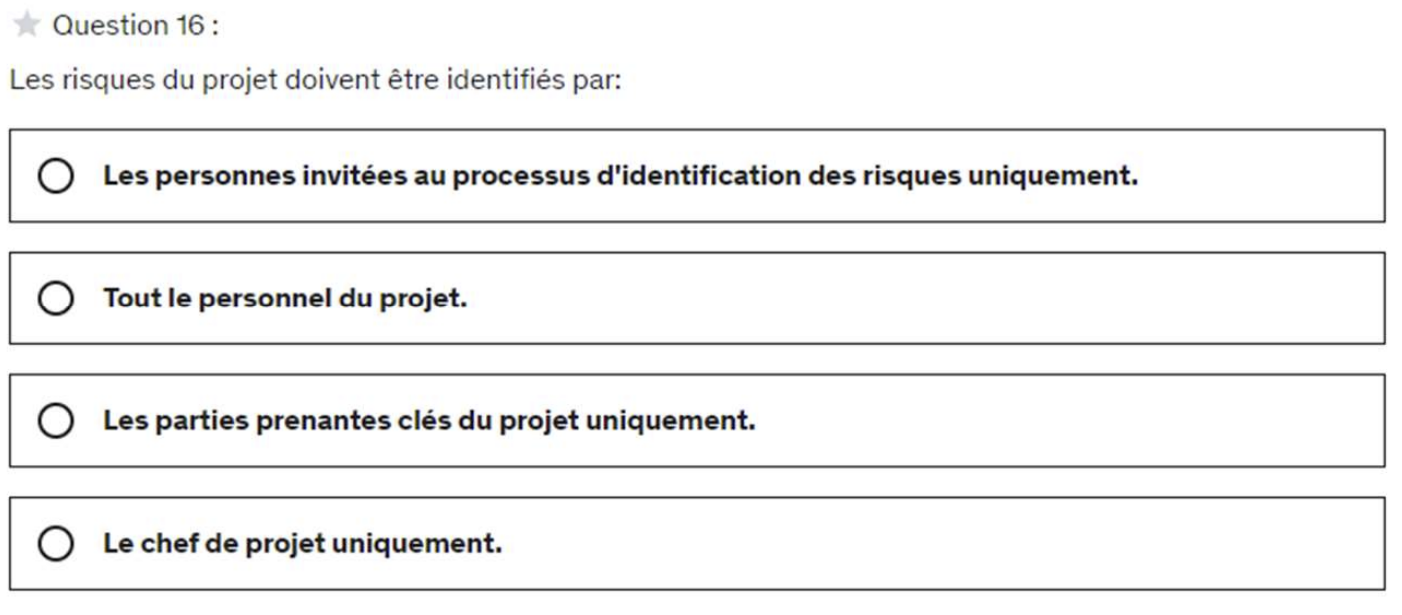 Question 16 :
Les risques du projet doivent être identifiés par:
Les personnes invitées au processus d'identification des risques uniquement.
Tout le personnel du projet.
Les parties prenantes clés du projet uniquement.
Le chef de projet uniquement.